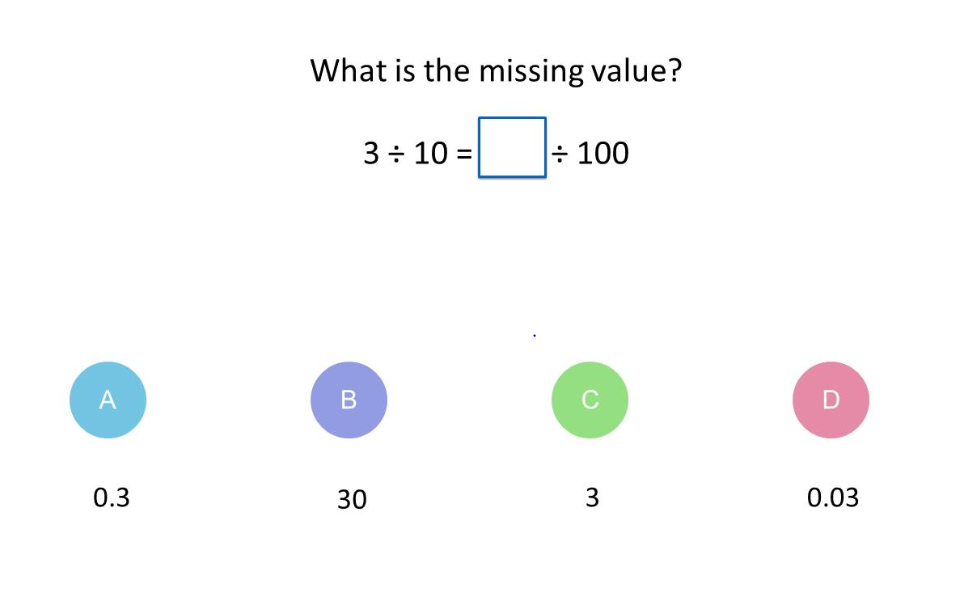 What is the missing value?
3 ÷ 10 = ÷ 100
A
B
C
D
0.3
30
3
0.03